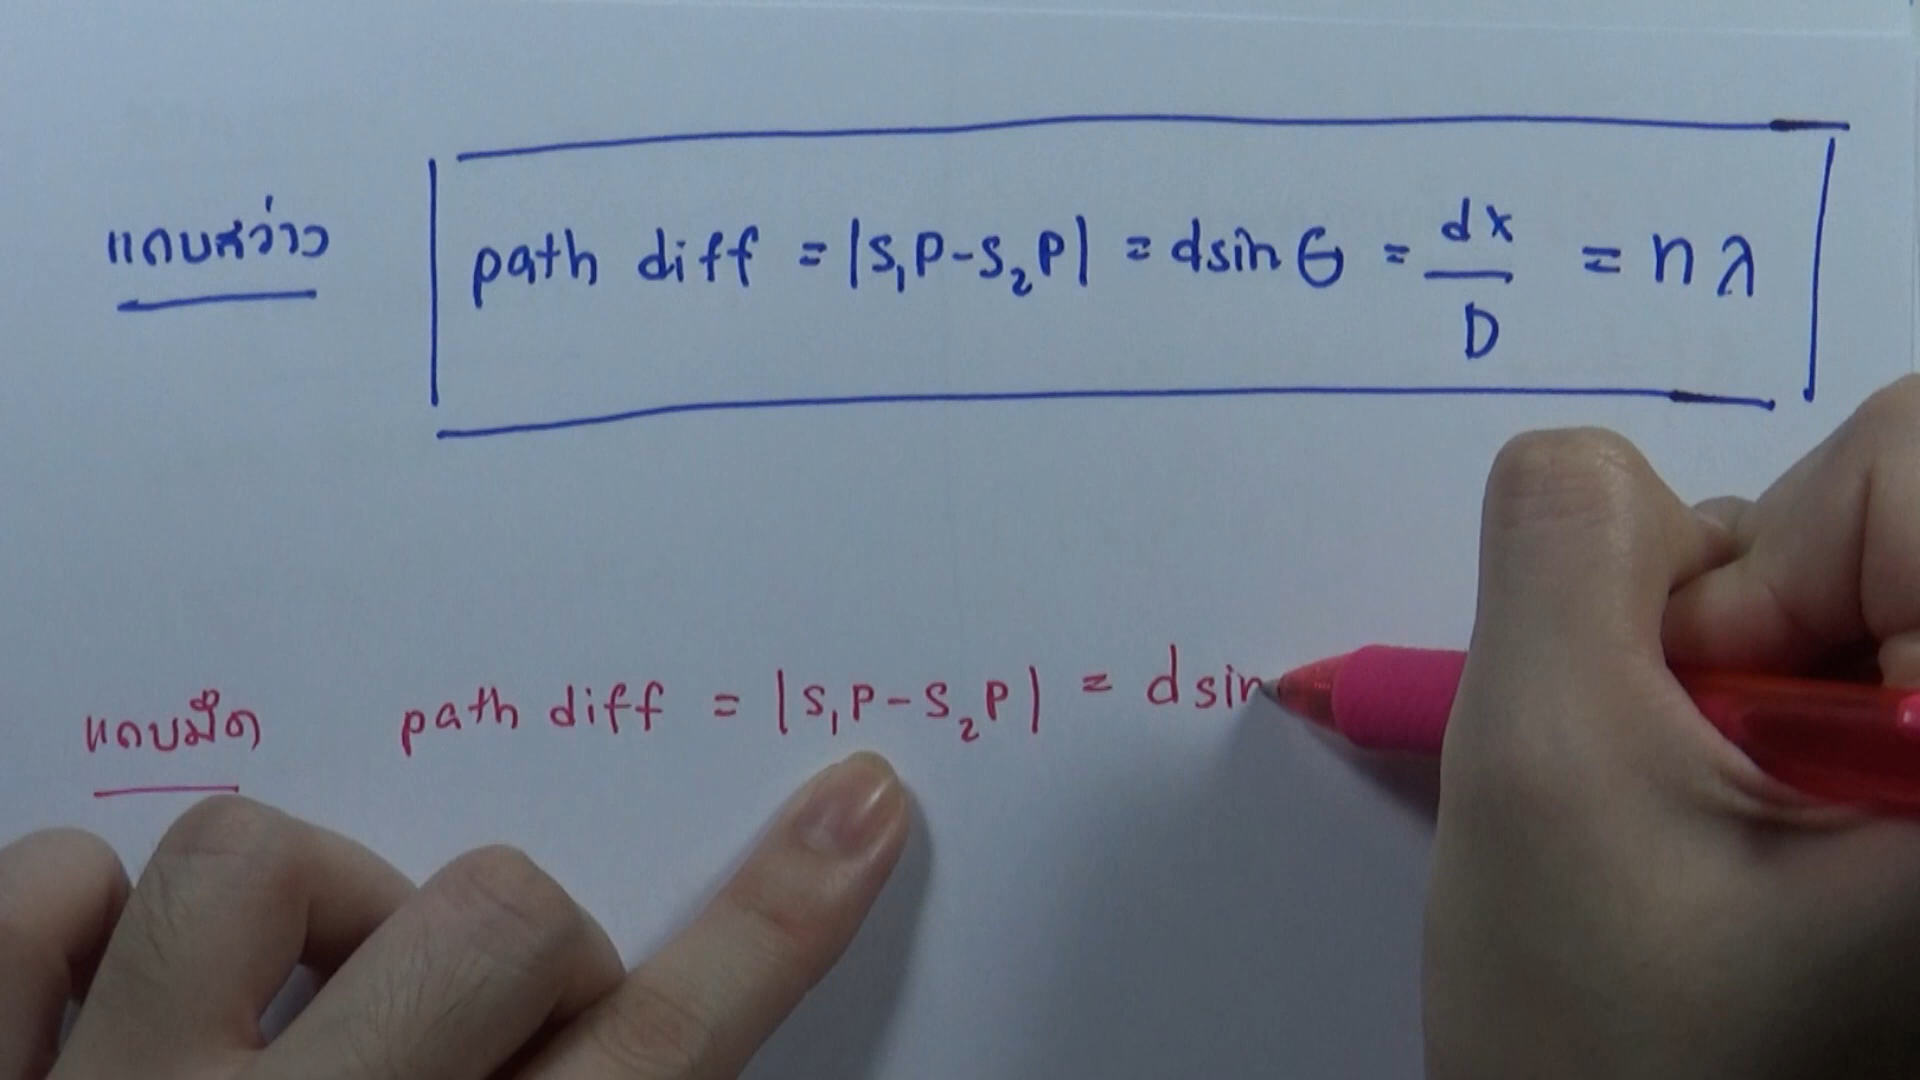 แถบสว่าง path diff = |S₁P - S₂P| = dsin θ = dx/D = nλ
แถบมืด path diff = |S₁P - S₂P| = dsin